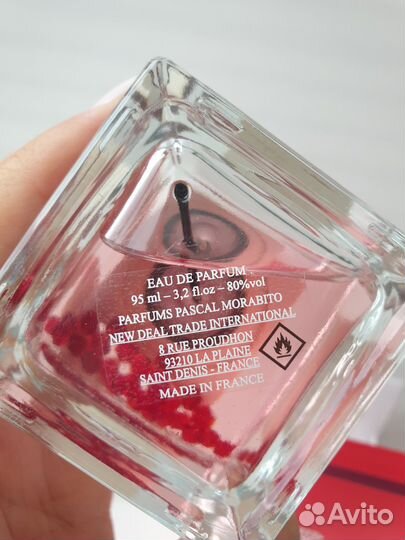 EAU DE PARFUM
95 ml – 3,2 fl.oz – 80%vol
PARFUMS PASCAL MORABITO
NEW DEAL TRADE INTERNATIONAL
8 RUE PROUDHON
93210 LA PLAINE
SAINT DENIS - FRANCE
MADE IN FRANCE
Avito